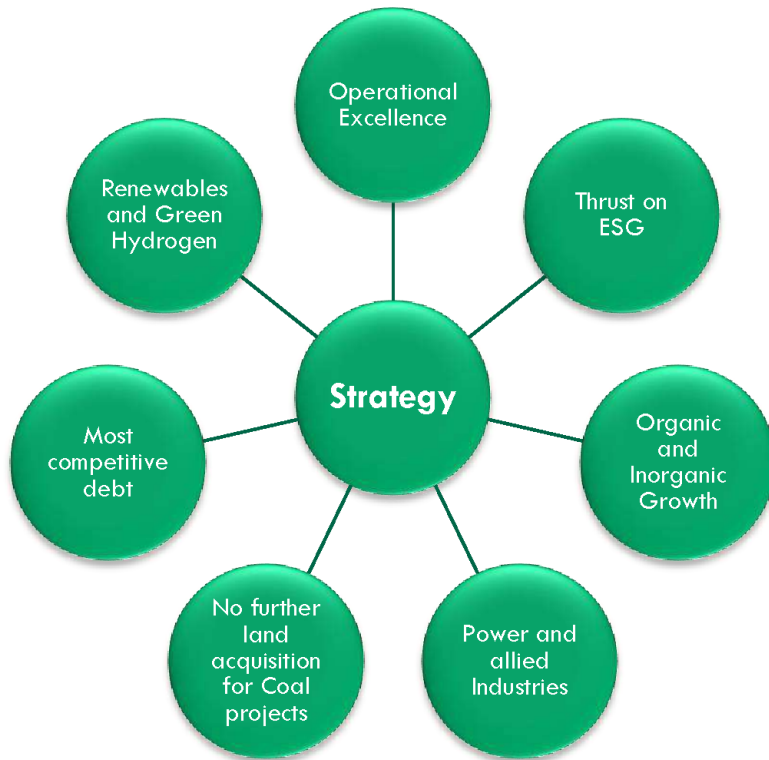 Operational
Excellence
Thrust on
ESG
Organic
and
Inorganic
Growth
Power and
allied
Industries
No further
land
acquisition
for Coal
projects
Most
competitive
debt
Renewables
and Green
Hydrogen
Strategy